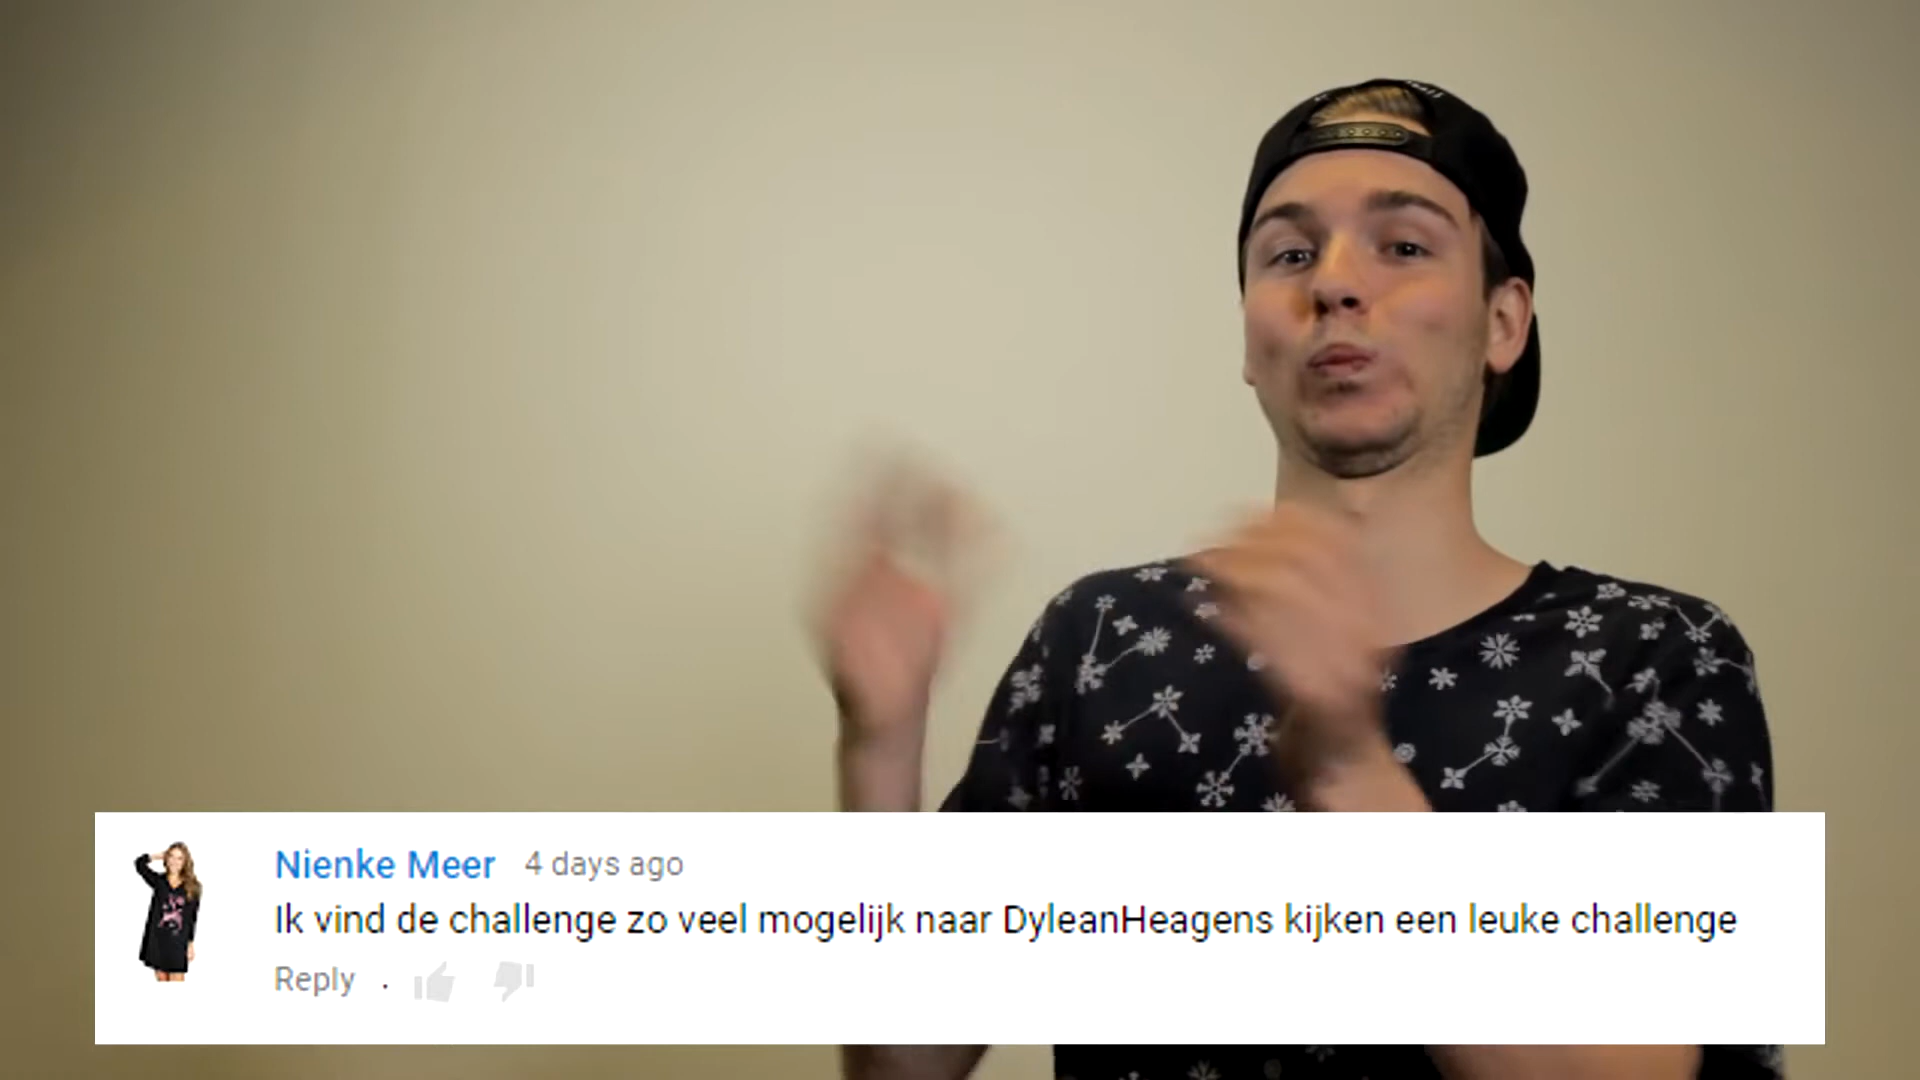 Nienke Meer 4 days ago
Ik vind de challenge zo veel mogelijk naar DyleanHeagens kijken een leuke challenge
Reply .